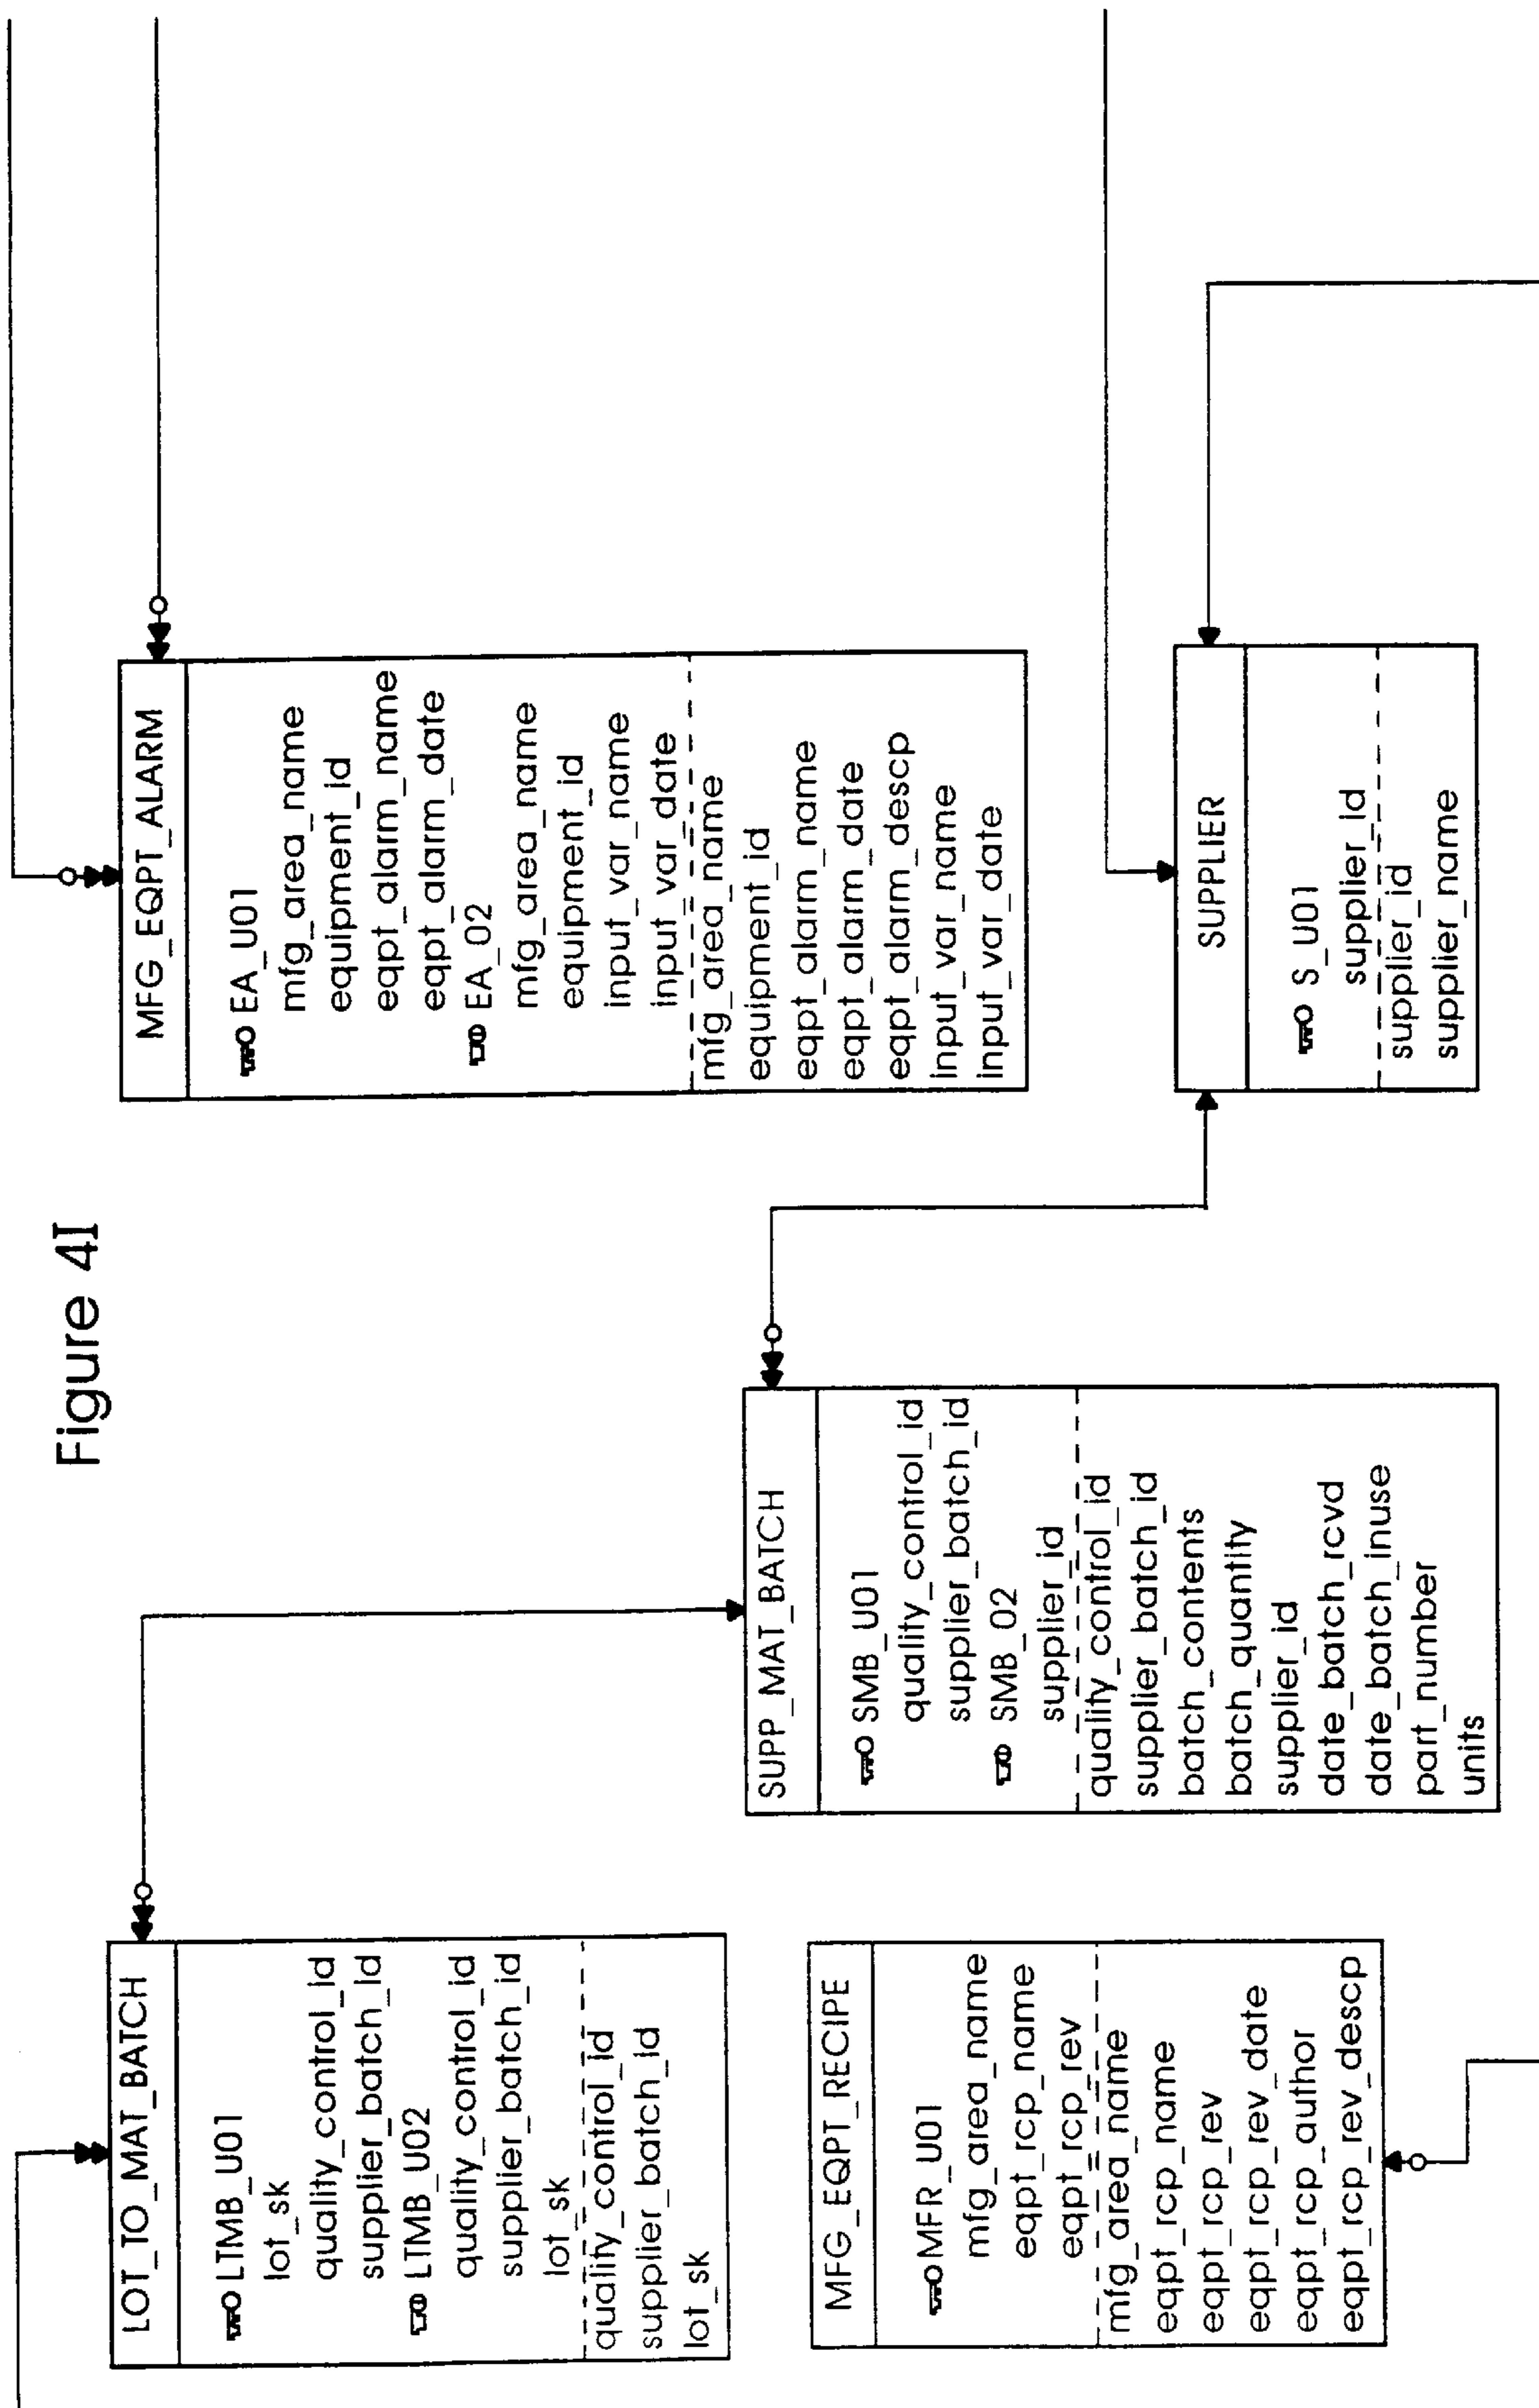 Figure 4I
LOT_TO_MAT_BATCH
LTMB_U01
lot_sk
quality_control_id
supplier_batch_id
LTMB_U02
quality_control_id
supplier_batch_id
lot_sk
quality_control_id
supplier_batch_id
lot_sk
MFG_EQPT_RECIPE
MFR_U01
mfg_area_name
eqpt_rcp_name
eqpt_rcp_rev
mfg_area_name
eqpt_rcp_name
eqpt_rcp_rev
eqpt_rcp_rev_date
eqpt_rcp_author
eqpt_rcp_rev_descp
SUPP_MAT_BATCH
SMB_U01
quality_control_id
supplier_batch_id
SMB_02
supplier_id
quality_control_id
supplier_batch_id
batch_contents
batch_quantity
supplier_id
date_batch_rcvd
date_batch_inuse
part_number
units
MFG_EQPT_ALARM
EA_U01
mfg_area_name
equipment_id
eqpt_alarm_name
eqpt_alarm_date
EA_02
mfg_area_name
equipment_id
input_var_name
input_var_date
mfg_area_name
equipment_id
eqpt_alarm_name
eqpt_alarm_date
eqpt_alarm_descp
input_var_name
input_var_date
SUPPLIER
S_U01
supplier_id
supplier_id
supplier_name